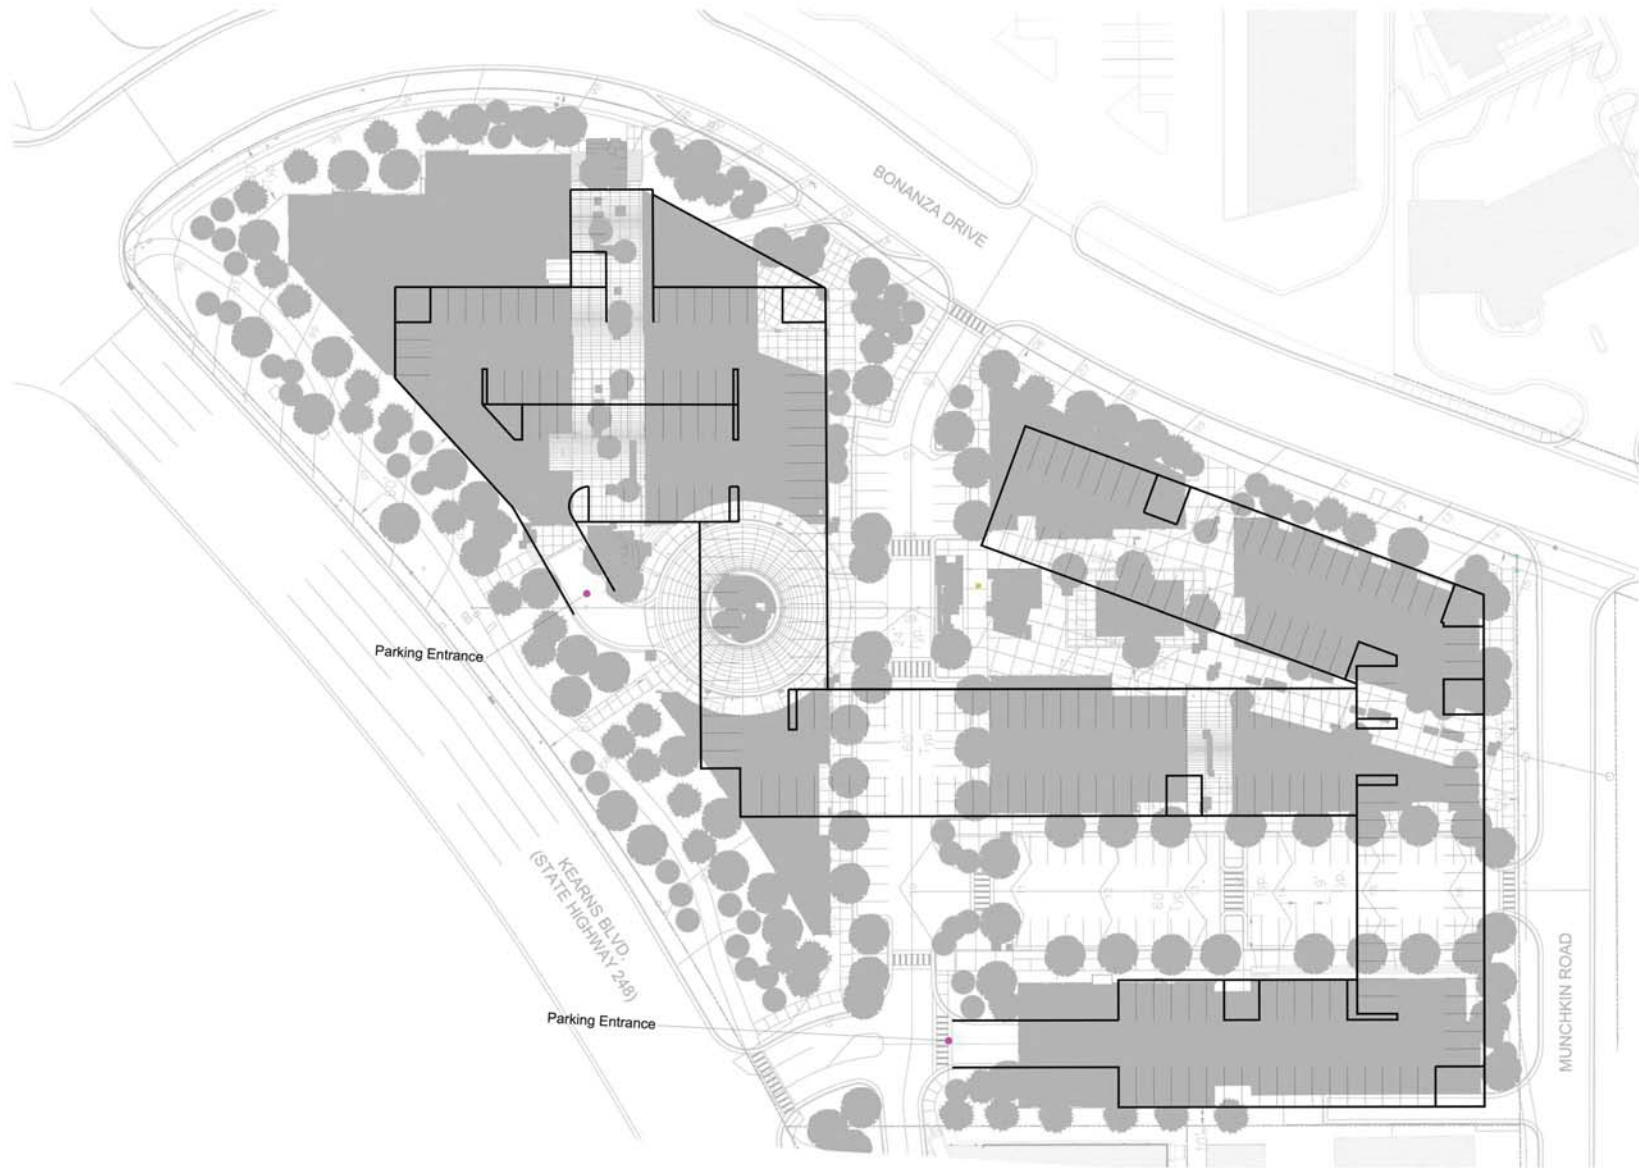 BONANZA DRIVE
Parking Entrance
KEARNS BLVD.
(STATE HIGHWAY 248)
Parking Entrance
MUNCHKIN ROAD